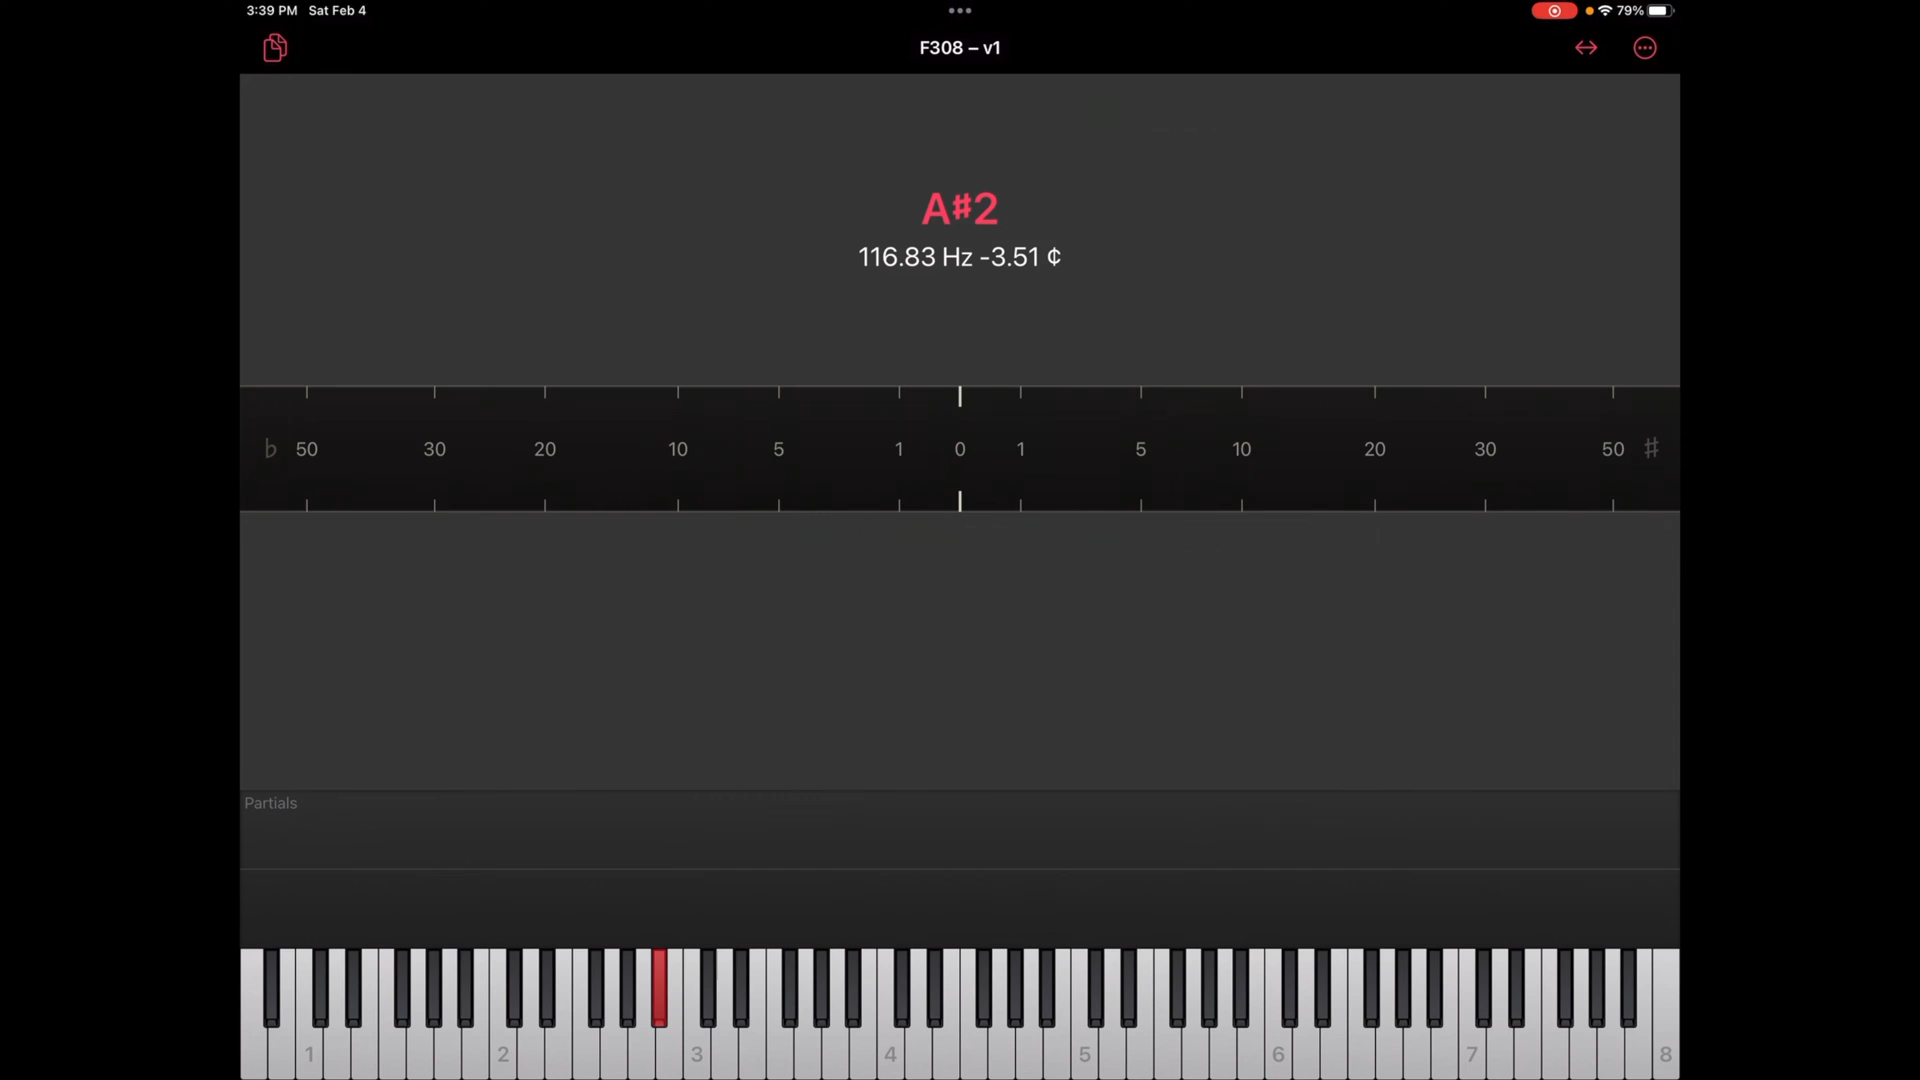 3:39 PM Sat Feb 4
79%
F308 – v1
A♯2
116.83 Hz -3.51 ¢
♭ 50 30 20 10 5 1 0 1 5 10 20 30 50 ♯
Partials
1 2 3 4 5 6 7 8